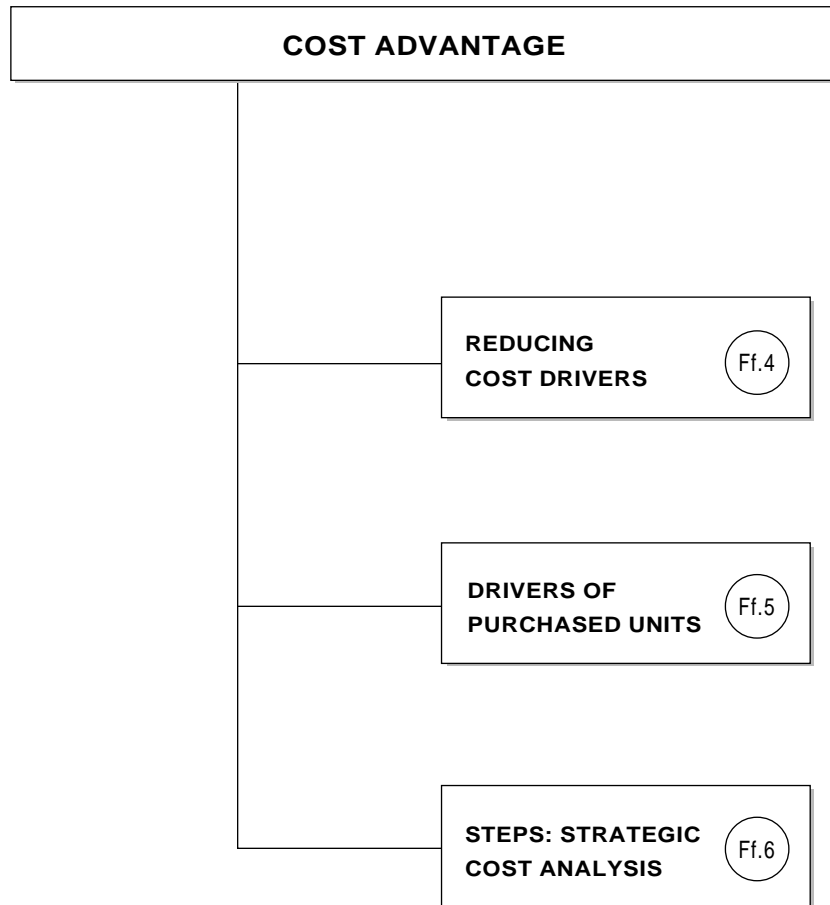 COST ADVANTAGE
REDUCING
COST DRIVERS
Ff.4
DRIVERS OF
PURCHASED UNITS
Ff.5
STEPS: STRATEGIC
COST ANALYSIS
Ff.6